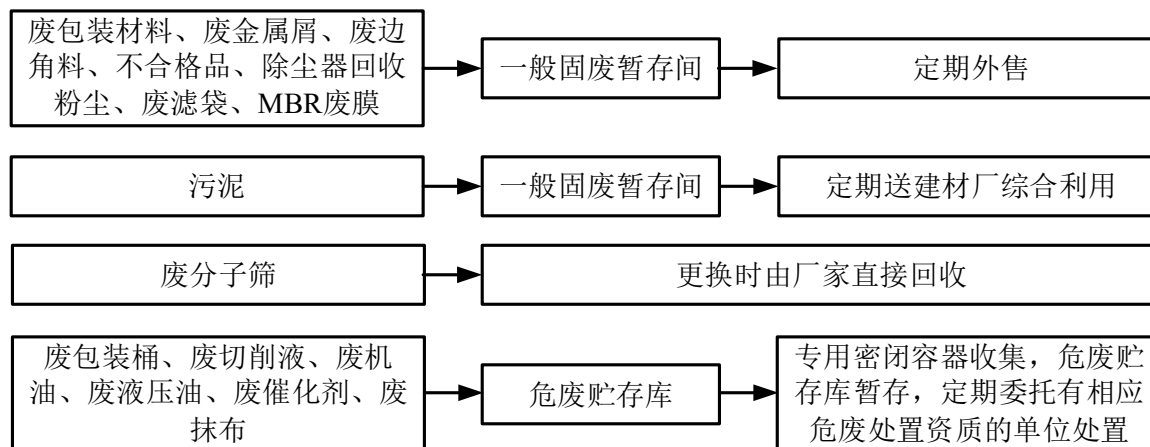 废包装材料、废金属屑、废边
角料、不合格品、除尘器回收
粉尘、废滤袋、MBR废膜
一般固废暂存间
定期外售
污泥
一般固废暂存间
定期送建材厂综合利用
废分子筛
更换时由厂家直接回收
废包装桶、废切削液、废机
油、废液压油、废催化剂、废
抹布
危废贮存库
专用密闭容器收集，危废贮
存库暂存，定期委托有相应
危废处置资质的单位处置